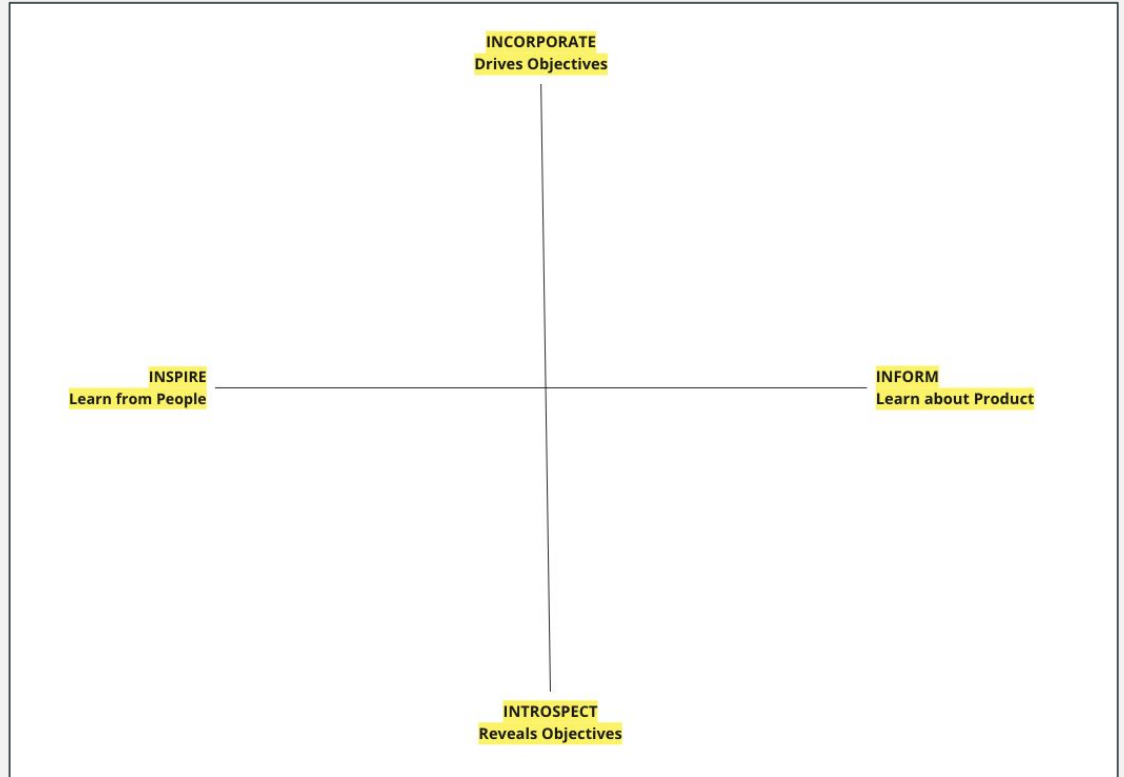 INCORPORATE
Drives Objectives
INSPIRE
Learn from People
INFORM
Learn about Product
INTROSPECT
Reveals Objectives